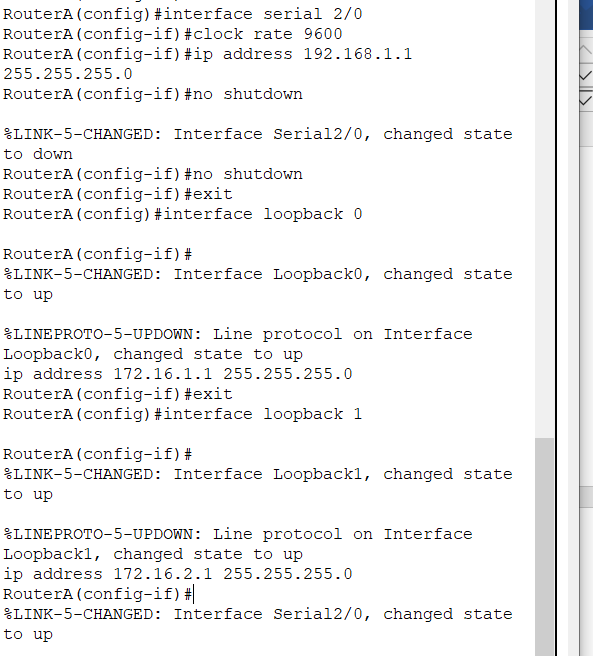 RouterA(config)#interface serial 2/0
RouterA(config-if)#clock rate 9600
RouterA(config-if)#ip address 192.168.1.1
255.255.255.0
RouterA(config-if)#no shutdown
%LINK-5-CHANGED: Interface Serial2/0, changed state
to down
RouterA(config-if)#no shutdown
RouterA(config-if)#exit
RouterA(config)#interface loopback 0
RouterA(config-if)#
%LINK-5-CHANGED: Interface Loopback0, changed state
to up
%LINEPROTO-5-UPDOWN: Line protocol on Interface
Loopback0, changed state to up
ip address 172.16.1.1 255.255.255.0
RouterA(config-if)#exit
RouterA(config)#interface loopback 1
RouterA(config-if)#
%LINK-5-CHANGED: Interface Loopback1, changed state
to up
%LINEPROTO-5-UPDOWN: Line protocol on Interface
Loopback1, changed state to up
ip address 172.16.2.1 255.255.255.0
RouterA(config-if)#
%LINK-5-CHANGED: Interface Serial2/0, changed state
to up